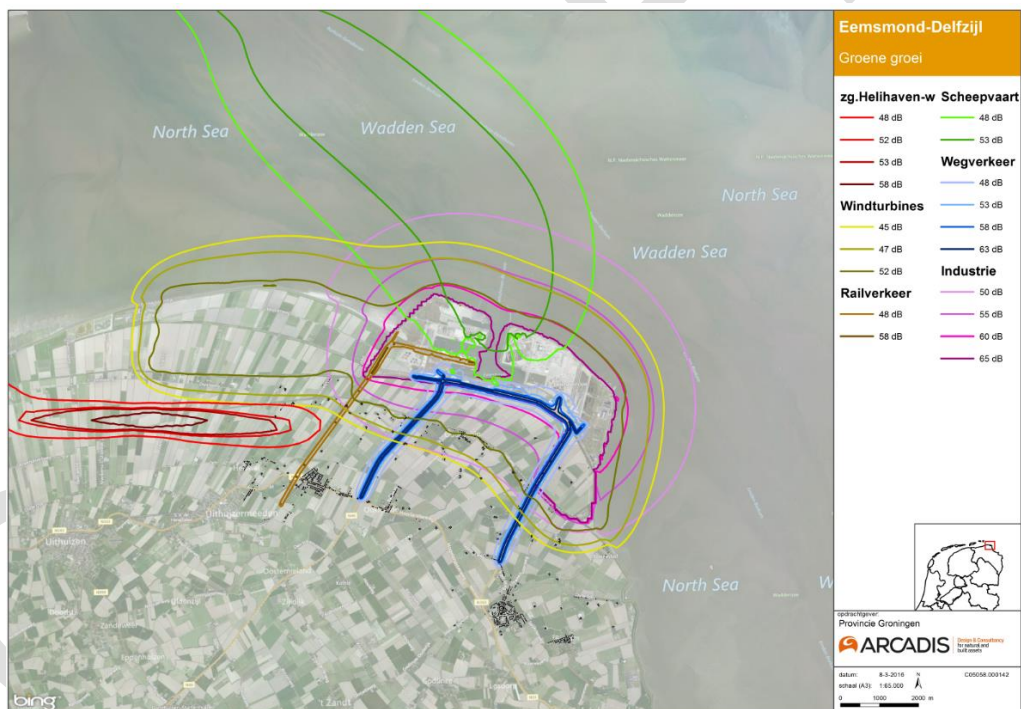 Eemsmond-Delfzijl
Groene groei
zg.Helihaven-w
48 dB
52 dB
53 dB
58 dB
Windturbines
45 dB
47 dB
52 dB
Railverkeer
48 dB
58 dB
Scheepvaart
48 dB
53 dB
Wegverkeer
48 dB
53 dB
58 dB
63 dB
Industrie
50 dB
55 dB
60 dB
65 dB
North Sea
Wadden Sea
North Sea
Wadden Sea
Uithuizermeeden
Uithuizen
North Sea
W
't Zandt
bing
opdrachtgever:
Provincie Groningen
ARCADIS
Design & Consultancy
for natural and
built assets
datum: 8-3-2016 N C05058.000142
schaal (A3): 1:65.000
0 1000 2000 m